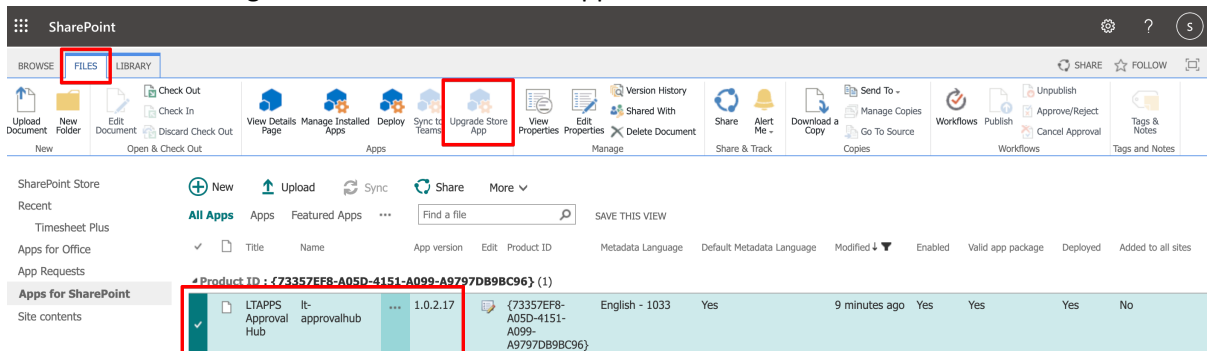 SharePoint
? S
BROWSE FILES LIBRARY SHARE FOLLOW
Upload Document
New Folder
Edit Document
Check Out
Check In
Discard Check Out
View Details Page
Manage Installed Apps
Deploy
Sync to Teams
Upgrade Store App
View Properties
Edit Properties
Version History
Shared With
Delete Document
Share
Alert Me
Download a Copy
Send To
Manage Copies
Go To Source
Workflows
Publish
Unpublish
Approve/Reject
Cancel Approval
Tags & Notes
New Open & Check Out Apps Manage Share & Track Copies Workflows Tags and Notes
SharePoint Store
Recent
Timesheet Plus
Apps for Office
App Requests
Apps for SharePoint
Site contents
New Upload Sync Share More
All Apps Apps Featured Apps ... Find a file SAVE THIS VIEW
Title Name App version Edit Product ID Metadata Language Default Metadata Language Modified Enabled Valid app package Deployed Added to all sites
Product ID : {73357EF8-A05D-4151-A099-A9797DB9BC96} (1)
LTAPPS lt- ... 1.0.2.17 {73357EF8- English - 1033 Yes 9 minutes ago Yes Yes Yes No
Approval approvalhub A05D-4151-
Hub A099-
A9797DB9BC96}